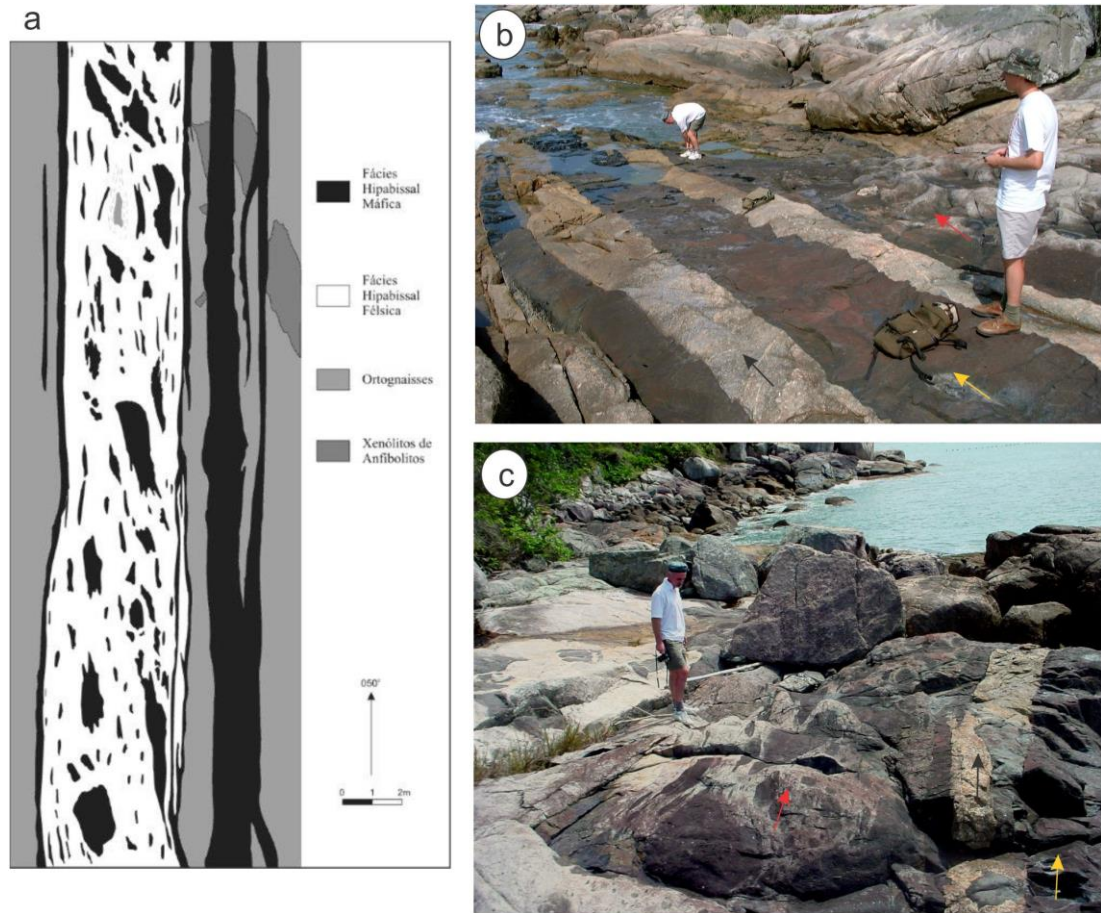 a
Fácies
Hipabissal
Máfica
Fácies
Hipabissal
Félsica
Ortognaisses
Xenólitos de
Anfibolitos
050°
0 1 2m
b
c